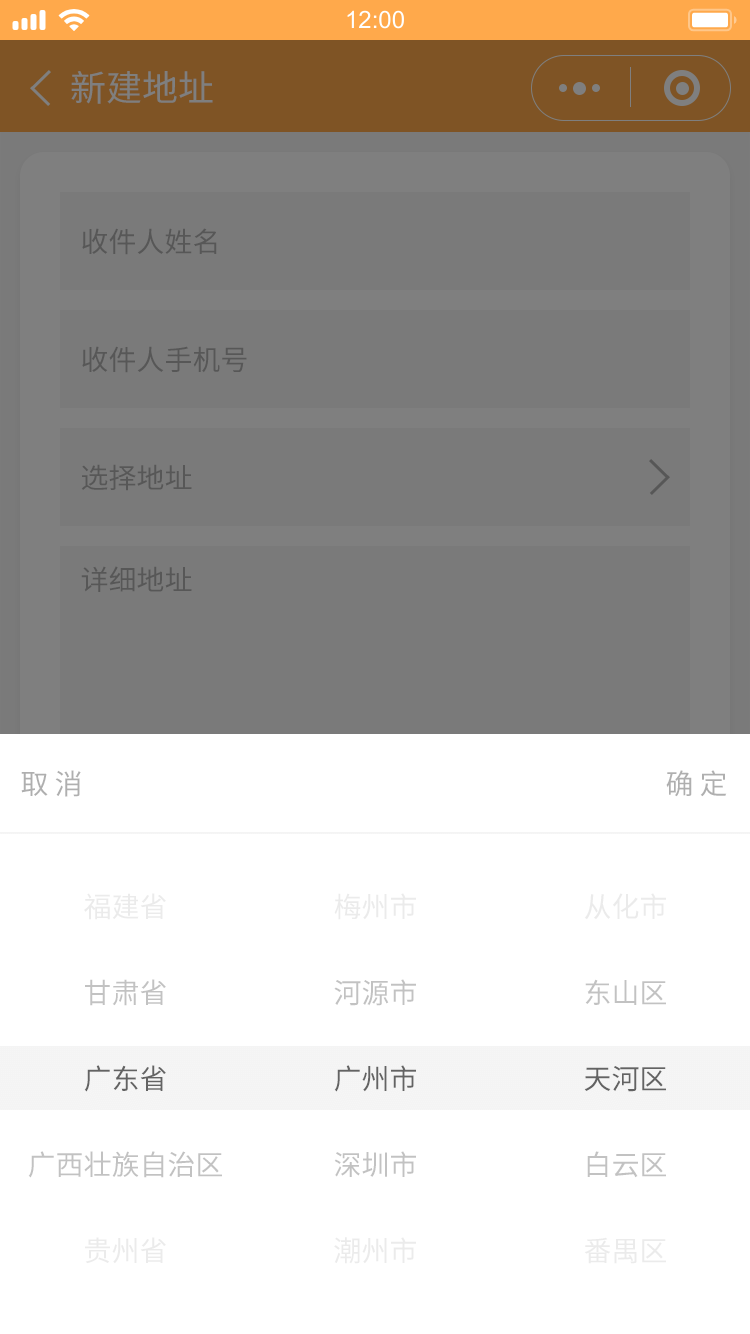 12:00
新建地址
收件人姓名
收件人手机号
选择地址
详细地址
取消 确定
福建省 梅州市 从化市
甘肃省 河源市 东山区
广东省 广州市 天河区
广西壮族自治区 深圳市 白云区
贵州省 潮州市 番禺区